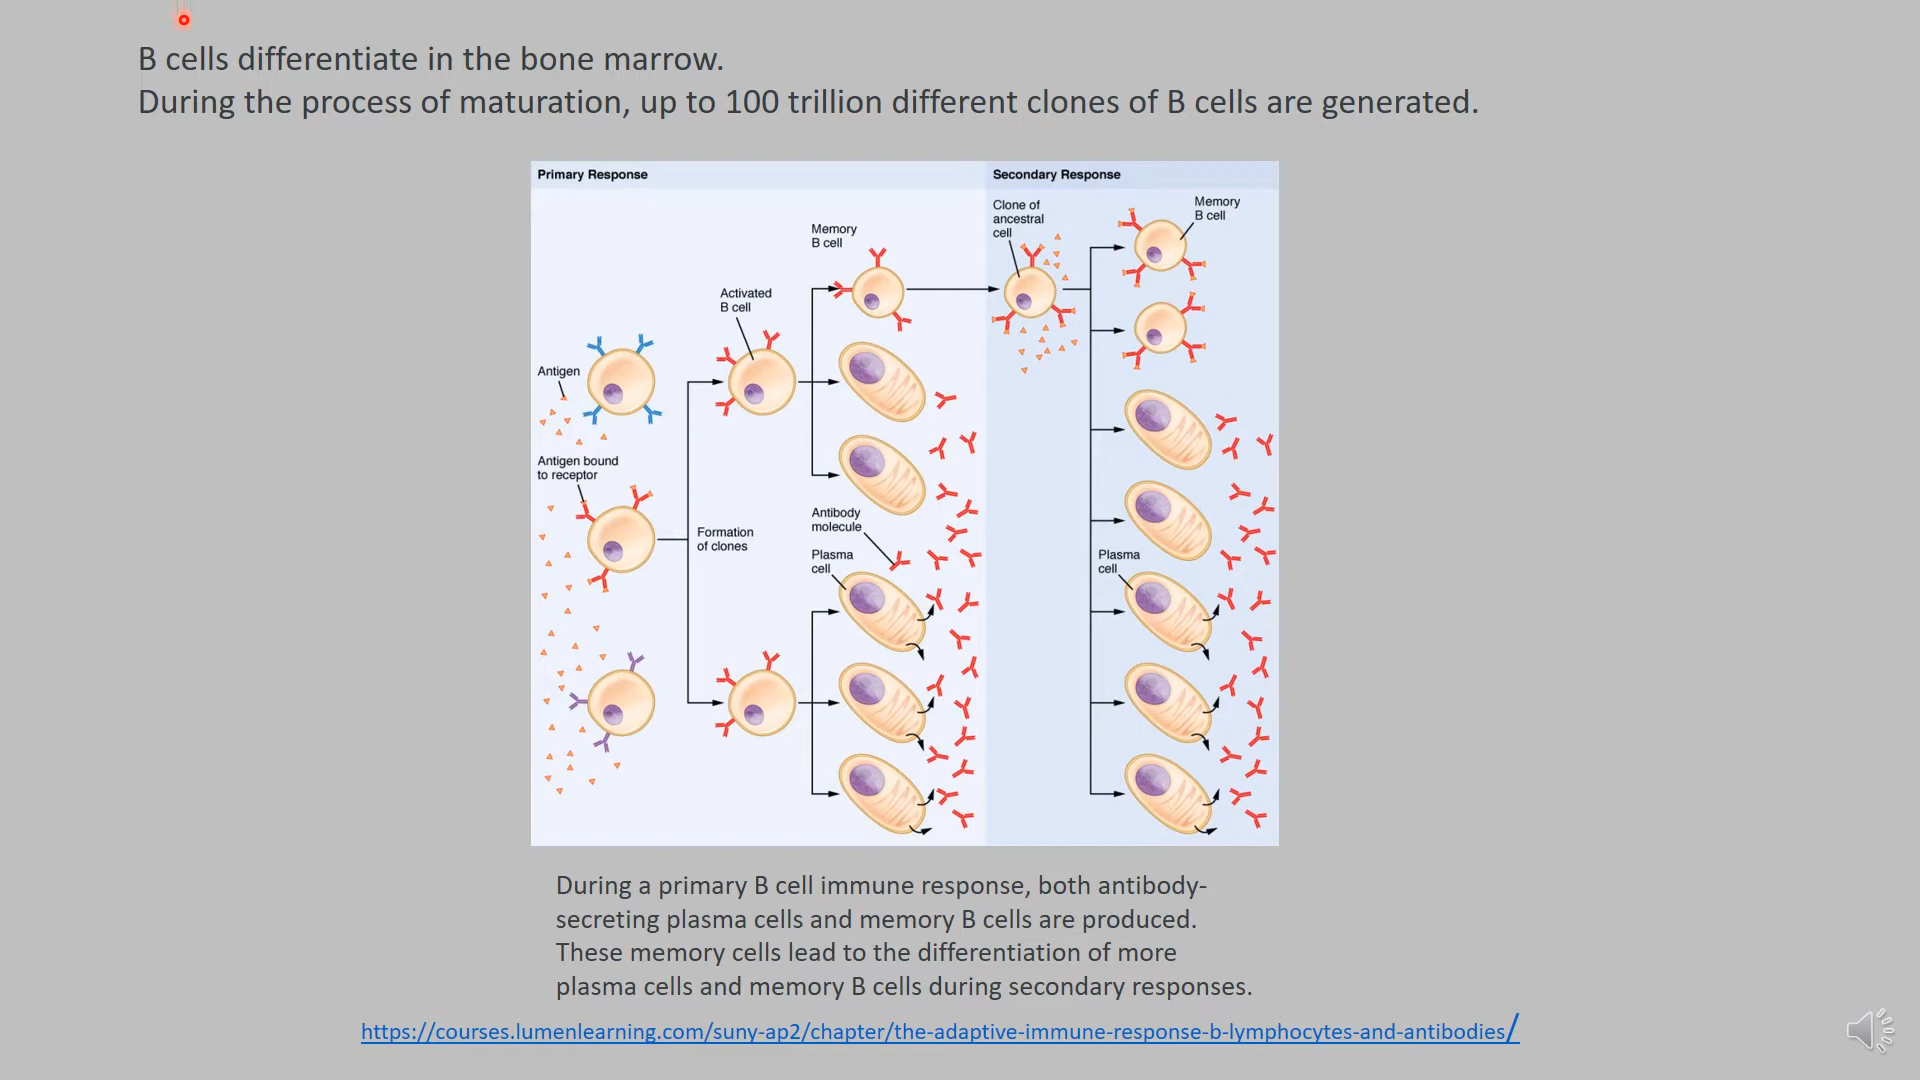 B cells differentiate in the bone marrow.
During the process of maturation, up to 100 trillion different clones of B cells are generated.
Primary Response
Secondary Response
Memory
B cell
Clone of
ancestral
cell
Memory
B cell
Activated
B cell
Antigen
Antigen bound
to receptor
Formation
of clones
Antibody
molecule
Plasma
cell
Plasma
cell
During a primary B cell immune response, both antibody-
secreting plasma cells and memory B cells are produced.
These memory cells lead to the differentiation of more
plasma cells and memory B cells during secondary responses.
https://courses.lumenlearning.com/suny-ap2/chapter/the-adaptive-immune-response-b-lymphocytes-and-antibodies/